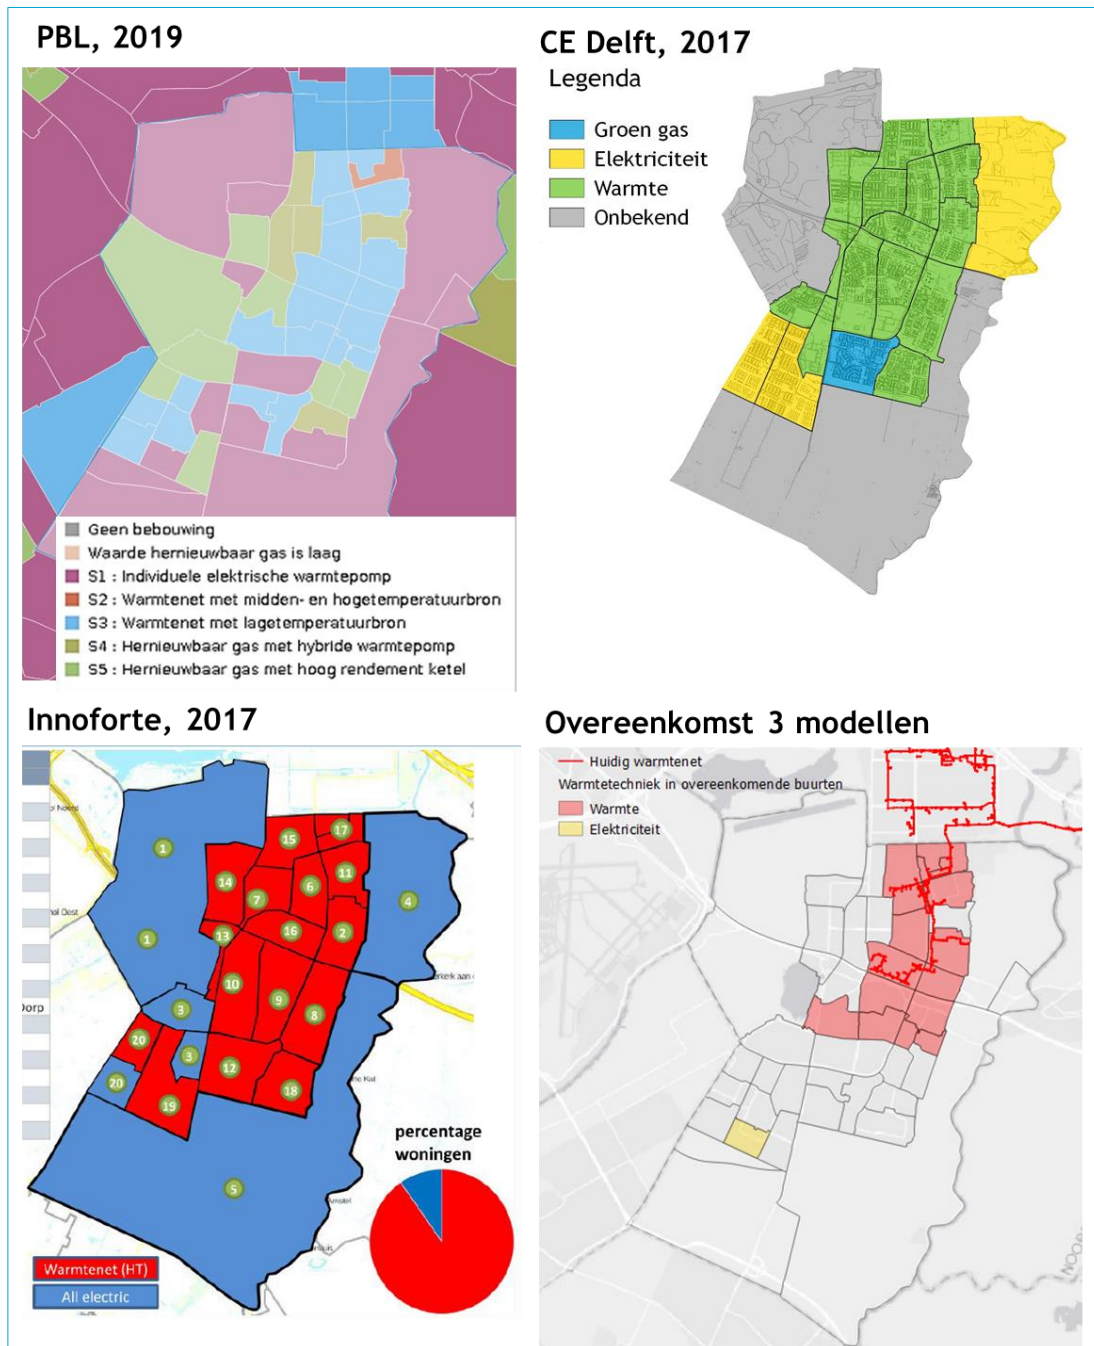 PBL, 2019
Geen bebouwing
Waarde hernieuwbaar gas is laag
S1 : Individuele elektrische warmtepomp
S2 : Warmtenet met midden- en hogetemperatuurbron
S3 : Warmtenet met lagetemperatuurbron
S4 : Hernieuwbaar gas met hybride warmtepomp
S5 : Hernieuwbaar gas met hoog rendement ketel
CE Delft, 2017
Legenda
Groen gas
Elektriciteit
Warmte
Onbekend
Innoforte, 2017
1
17
15
11
14
6
7
4
16
2
13
1
10
9
8
3
20
3
12
20
18
19
5
percentage
woningen
Warmtenet (HT)
All electric
Overeenkomst 3 modellen
Huidig warmtenet
Warmtetechniek in overeenkomende buurten
Warmte
Elektriciteit